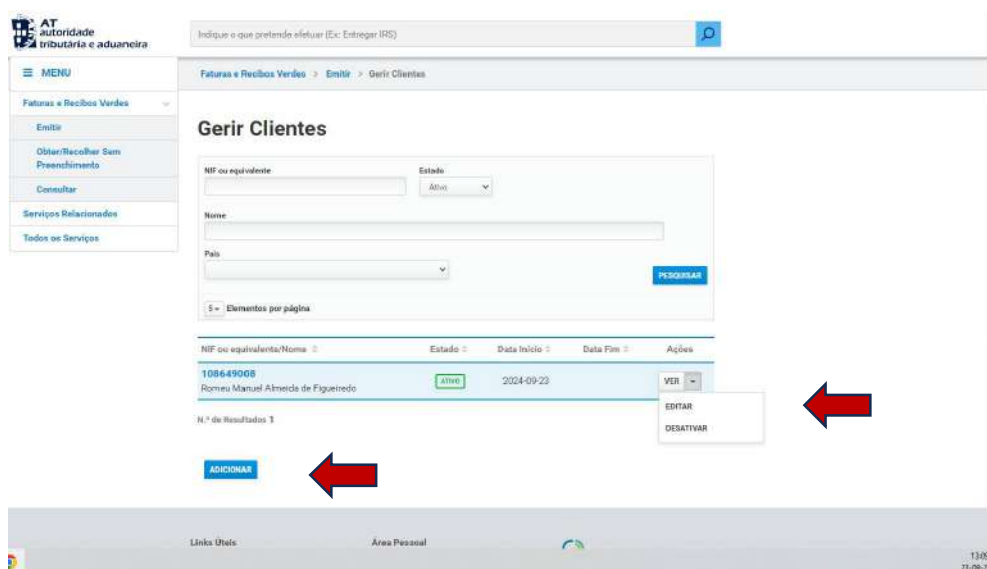 AT
autoridade
tributária e aduaneira
Indique o que pretende efetuar (Ex: Entregar IRS)
MENU
Faturas e Recibos Verdes > Emitir > Gerir Clientes
Faturas e Recibos Verdes
Emitir
Obter/Recolher Sem
Preenchimento
Consultar
Serviços Relacionados
Todos os Serviços
Gerir Clientes
NIF ou equivalente
Estado
Ativo
Nome
País
PESQUISAR
5 Elementos por página
NIF ou equivalente/Nome Estado Data Início Data Fim Ações
108649008
Romeu Manuel Almeida de Figueiredo
ATIVO 2024-09-23 VER
EDITAR
DESATIVAR
N.º de Resultados 1
ADICIONAR
Links Úteis Área Pessoal